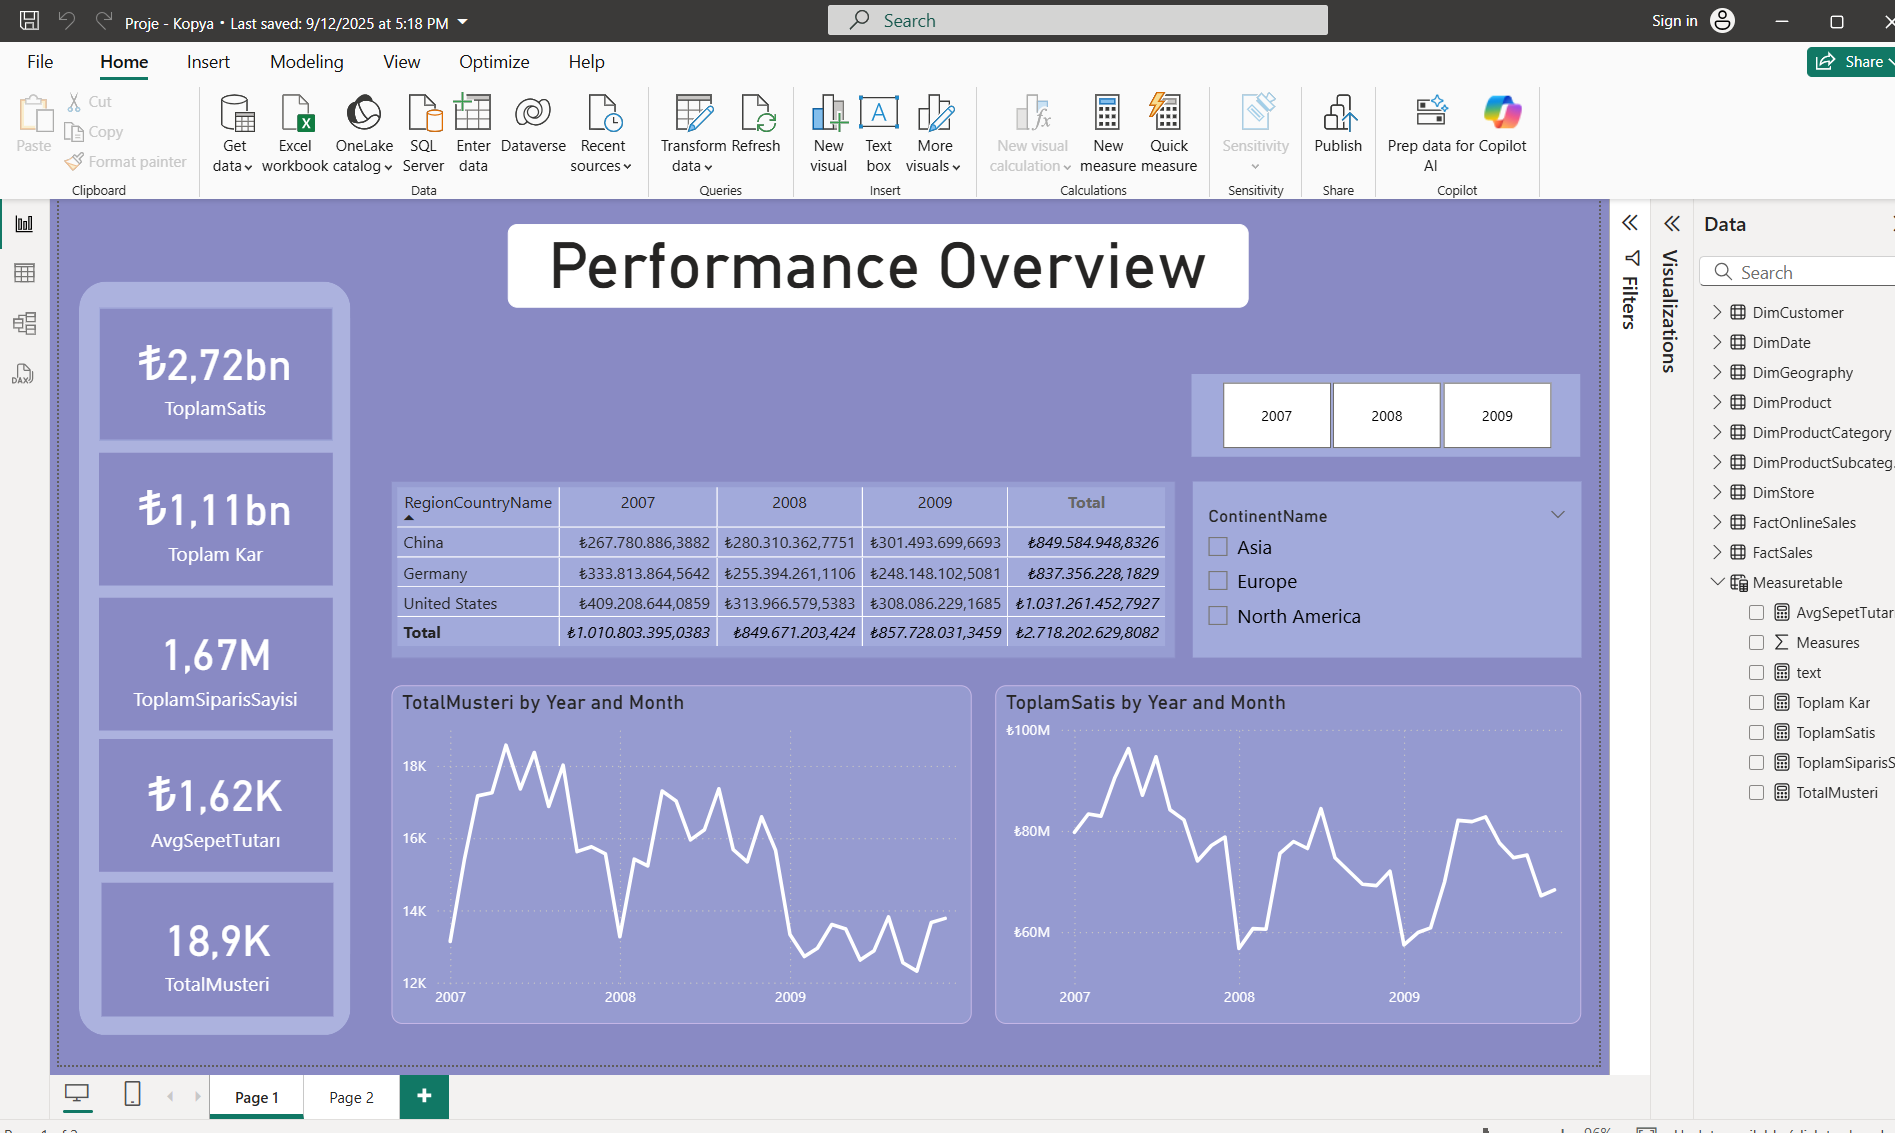 Proje - Kopya • Last saved: 9/12/2025 at 5:18 PM
Search
Sign in
File Home Insert Modeling View Optimize Help
Share
Paste
Cut
Copy
Format painter
Clipboard
Get data
Excel workbook
OneLake catalog
SQL Server
Enter data
Dataverse
Recent sources
Data
Transform data
Refresh
Queries
New visual
Text box
More visuals
Insert
New visual calculation
New measure
Quick measure
Calculations
Sensitivity
Sensitivity
Publish
Share
Prep data for AI
Copilot
Copilot
DAX
Performance Overview
₺2,72bn
ToplamSatis
₺1,11bn
Toplam Kar
1,67M
ToplamSiparisSayisi
₺1,62K
AvgSepetTutarı
18,9K
TotalMusteri
2007 2008 2009
RegionCountryName 2007 2008 2009 Total
China ₺267.780.886,3882 ₺280.310.362,7751 ₺301.493.699,6693 ₺849.584.948,8326
Germany ₺333.813.864,5642 ₺255.394.261,1106 ₺248.148.102,5081 ₺837.356.228,1829
United States ₺409.208.644,0859 ₺313.966.579,5383 ₺308.086.229,1685 ₺1.031.261.452,7927
Total ₺1.010.803.395,0383 ₺849.671.203,424 ₺857.728.031,3459 ₺2.718.202.629,8082
ContinentName
Asia
Europe
North America
TotalMusteri by Year and Month
18K
16K
14K
12K
2007 2008 2009
ToplamSatis by Year and Month
₺100M
₺80M
₺60M
2007 2008 2009
Filters
Visualizations
Data
Search
DimCustomer
DimDate
DimGeography
DimProduct
DimProductCategory
DimProductSubcateg
DimStore
FactOnlineSales
FactSales
Measuretable
AvgSepetTutar
Measures
text
Toplam Kar
ToplamSatis
ToplamSiparisS
TotalMusteri
Page 1
Page 2